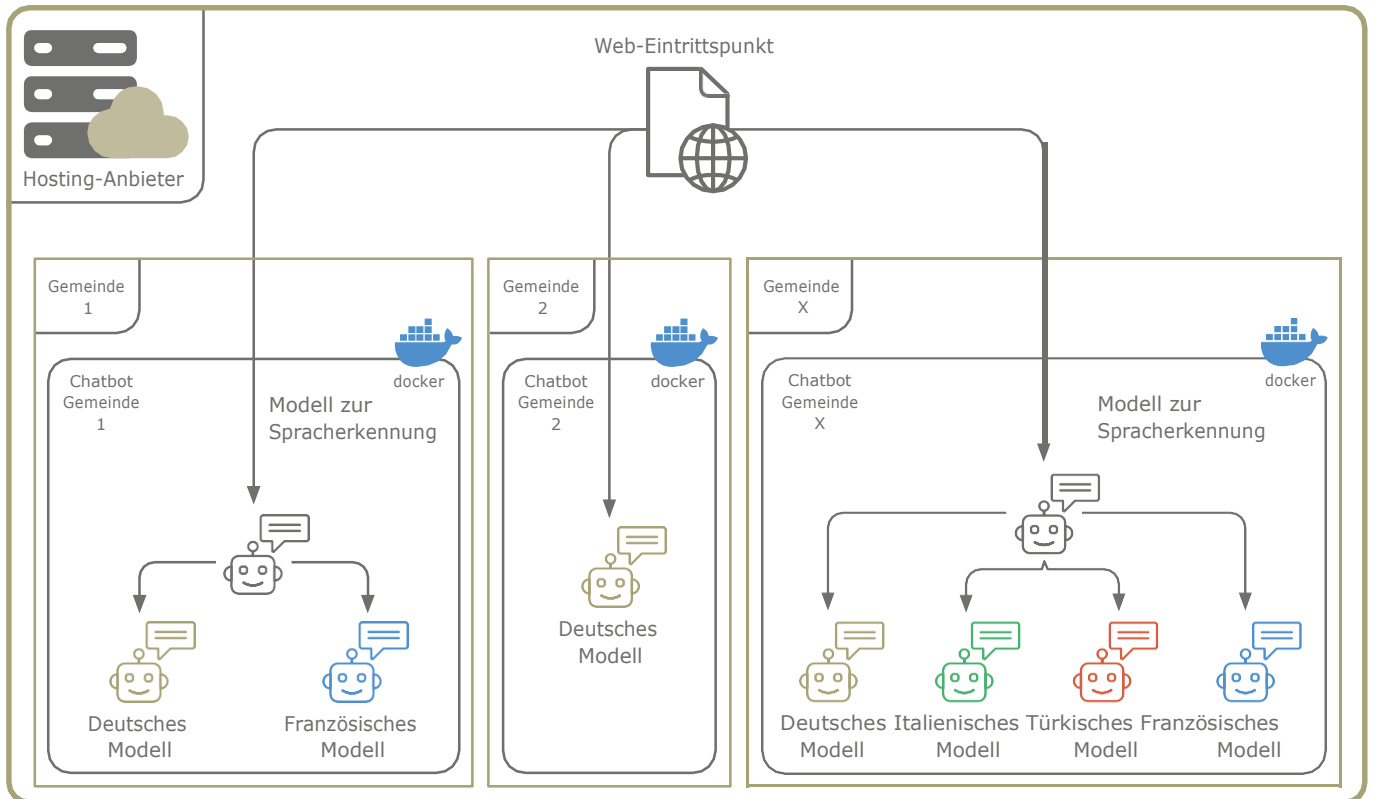 Web-Eintrittspunkt
Hosting-Anbieter
Gemeinde
1
docker
Chatbot
Gemeinde
1
Modell zur
Spracherkennung
Deutsches
Modell
Französisches
Modell
Gemeinde
2
docker
Chatbot
Gemeinde
2
Deutsches
Modell
Gemeinde
X
docker
Chatbot
Gemeinde
X
Modell zur
Spracherkennung
Deutsches
Modell
Italienisches
Modell
Türkisches
Modell
Französisches
Modell